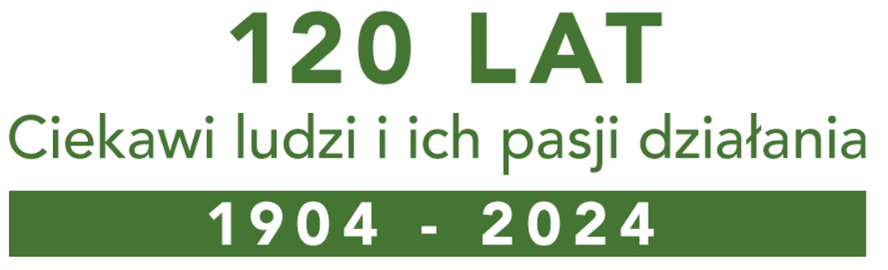 120 LAT
Ciekawi ludzi i ich pasji działania
1904 - 2024